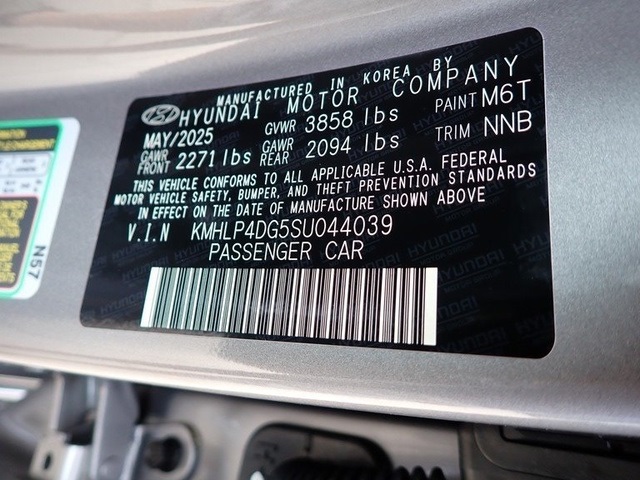 MANUFACTURED IN KOREA BY
HYUNDAI MOTOR COMPANY
MAY/2025 GVWR 3858 lbs PAINT M6T
GAWR FRONT 2271 lbs GAWR REAR 2094 lbs TRIM NNB
THIS VEHICLE CONFORMS TO ALL APPLICABLE U.S.A. FEDERAL
MOTOR VEHICLE SAFETY, BUMPER, AND THEFT PREVENTION STANDARDS
IN EFFECT ON THE DATE OF MANUFACTURE SHOWN ABOVE
V.I.N KMHLP4DG5SU044039
PASSENGER CAR
N57